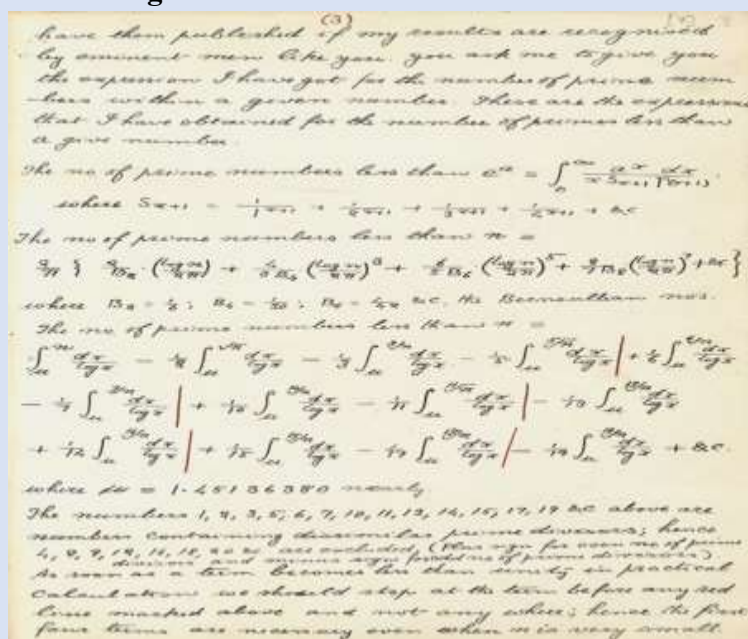 (3)
have them published if my results are recognised
by eminent men like you. you ask me to give you
the expression I have got for the number of prime num
-bers within a given number. These are the expressions
that I have obtained for the number of primes less than
a give number.
The no of prime numbers less than e^a = ∫_0^∞ a^x dx / (x S_{x+1} Γ(x+1))
where S_{x+1} = 1/1^{x+1} + 1/2^{x+1} + 1/3^{x+1} + 1/4^{x+1} + &c
The no of prime numbers less than n =
2/π { 2/B_2 (log n/2π) + 4/3B_4 (log n/2π)^3 + 6/5B_6 (log n/2π)^5 + 8/7B_8 (log n/2π)^7 + &c }
where B_2 = 1/6; B_4 = 1/30; B_6 = 1/42 &c, the Bernoullian nos.
The no of prime numbers less than n =
∫_μ^n dx/log x − 1/2 ∫_μ^{√n} dx/log x − 1/3 ∫_μ dx/log x − 1/5 ∫_μ dx/log x | + 1/6 ∫_μ dx/log x
− 1/7 ∫_μ dx/log x | + 1/10 ∫_μ dx/log x − 1/11 ∫_μ dx/log x | − 1/13 ∫_μ dx/log x
+ 1/14 ∫_μ dx/log x | + 1/15 ∫_μ dx/log x − 1/17 ∫_μ dx/log x | − 1/19 ∫_μ dx/log x + &c.
where μ = 1.45136380 nearly.
The numbers 1, 2, 3, 5, 6, 7, 10, 11, 13, 14, 15, 17, 19 &c above are
numbers containing dissimilar prime divisors; hence
4, 8, 9, 12, 16, 18, 20 &c are excluded. (Plus sign for even no of prime
divisors and minus sign for odd no of prime divisors)
As soon as a term becomes less than unity in practical
calculation we should stop at the term before any red
line marked above and not any where; hence the first
four terms are necessary even when n is very small.